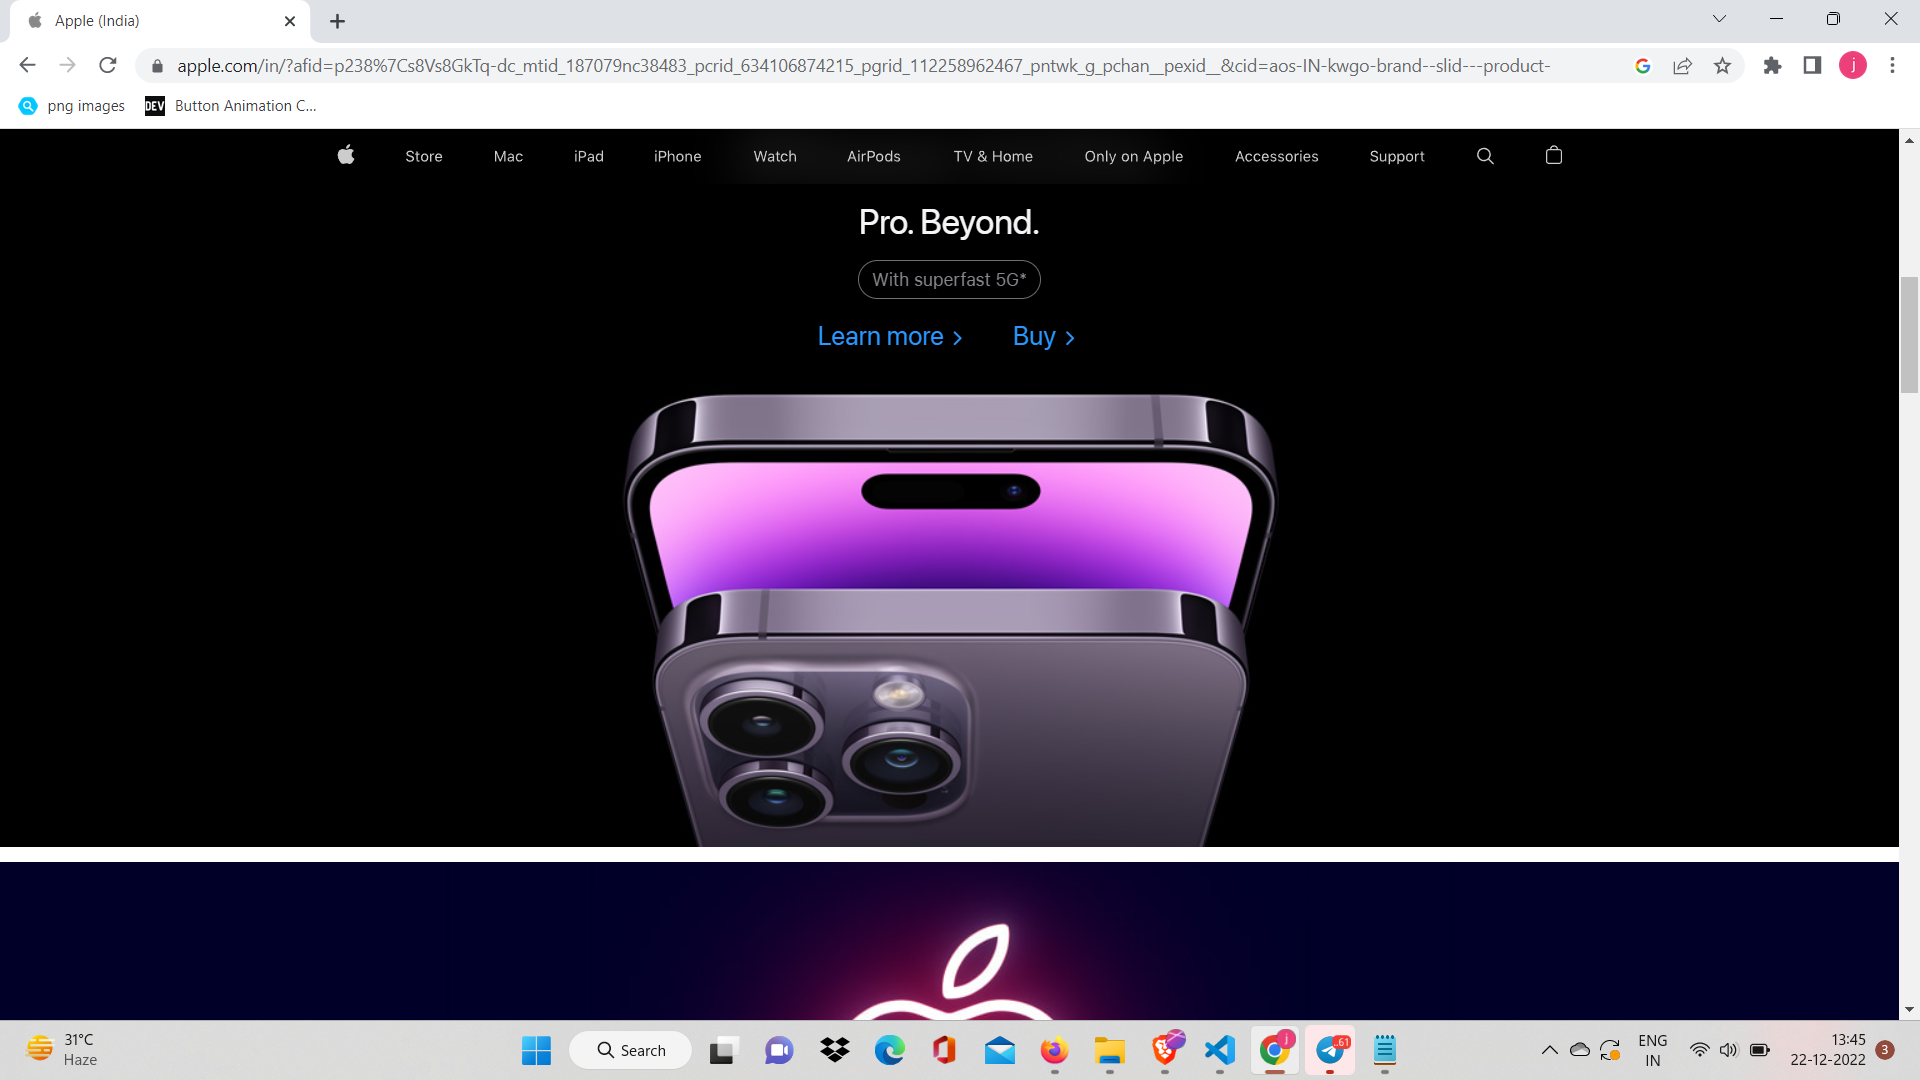 Apple (India)
apple.com/in/?afid=p238%7Cs8Vs8GkTq-dc_mtid_187079nc38483_pcrid_634106874215_pgrid_112258962467_pntwk_g_pchan__pexid__&cid=aos-IN-kwgo-brand--slid---product-
j
png images
DEV
Button Animation C...
Store
Mac
iPad
iPhone
Watch
AirPods
TV & Home
Only on Apple
Accessories
Support
Pro. Beyond.
With superfast 5G*
Learn more >
Buy >
31°C
Haze
Search
j
..61
ENG
IN
13:45
22-12-2022
3